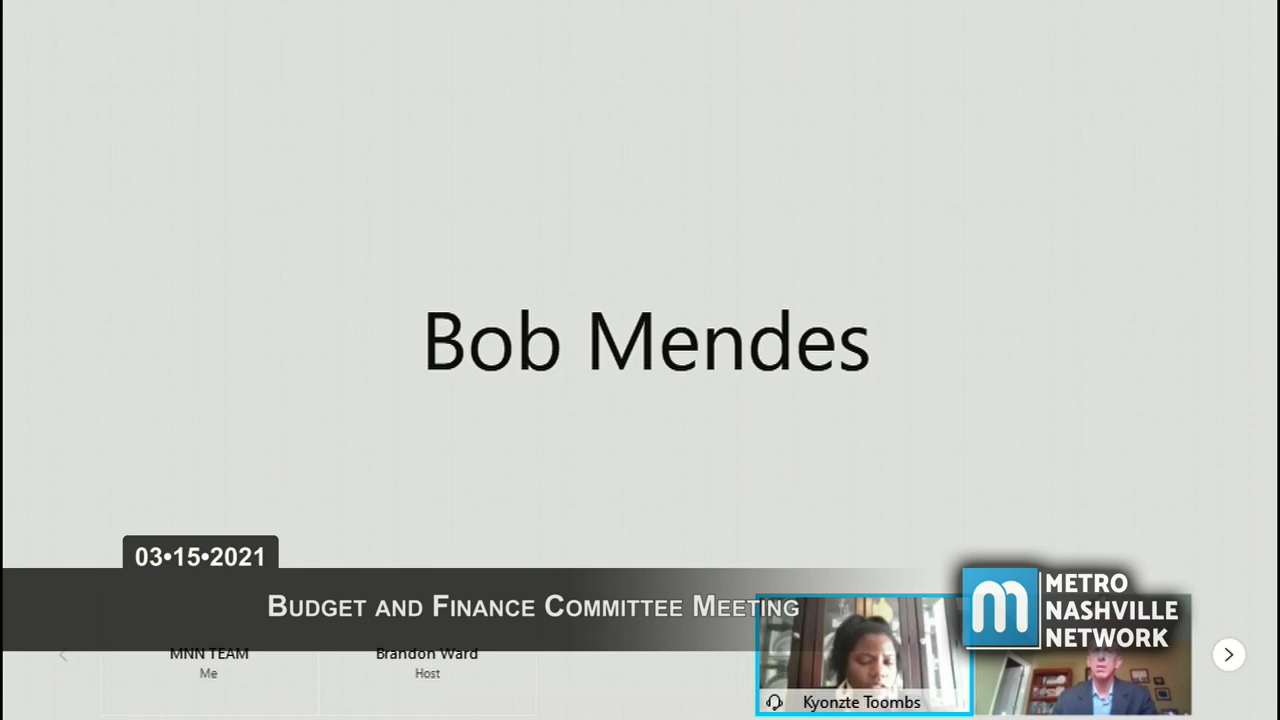 Bob Mendes
03•15•2021
BUDGET AND FINANCE COMMITTEE MEETING
METRO
NASHVILLE
NETWORK
MNN TEAM
Me
Brandon Ward
Host
Kyonzte Toombs